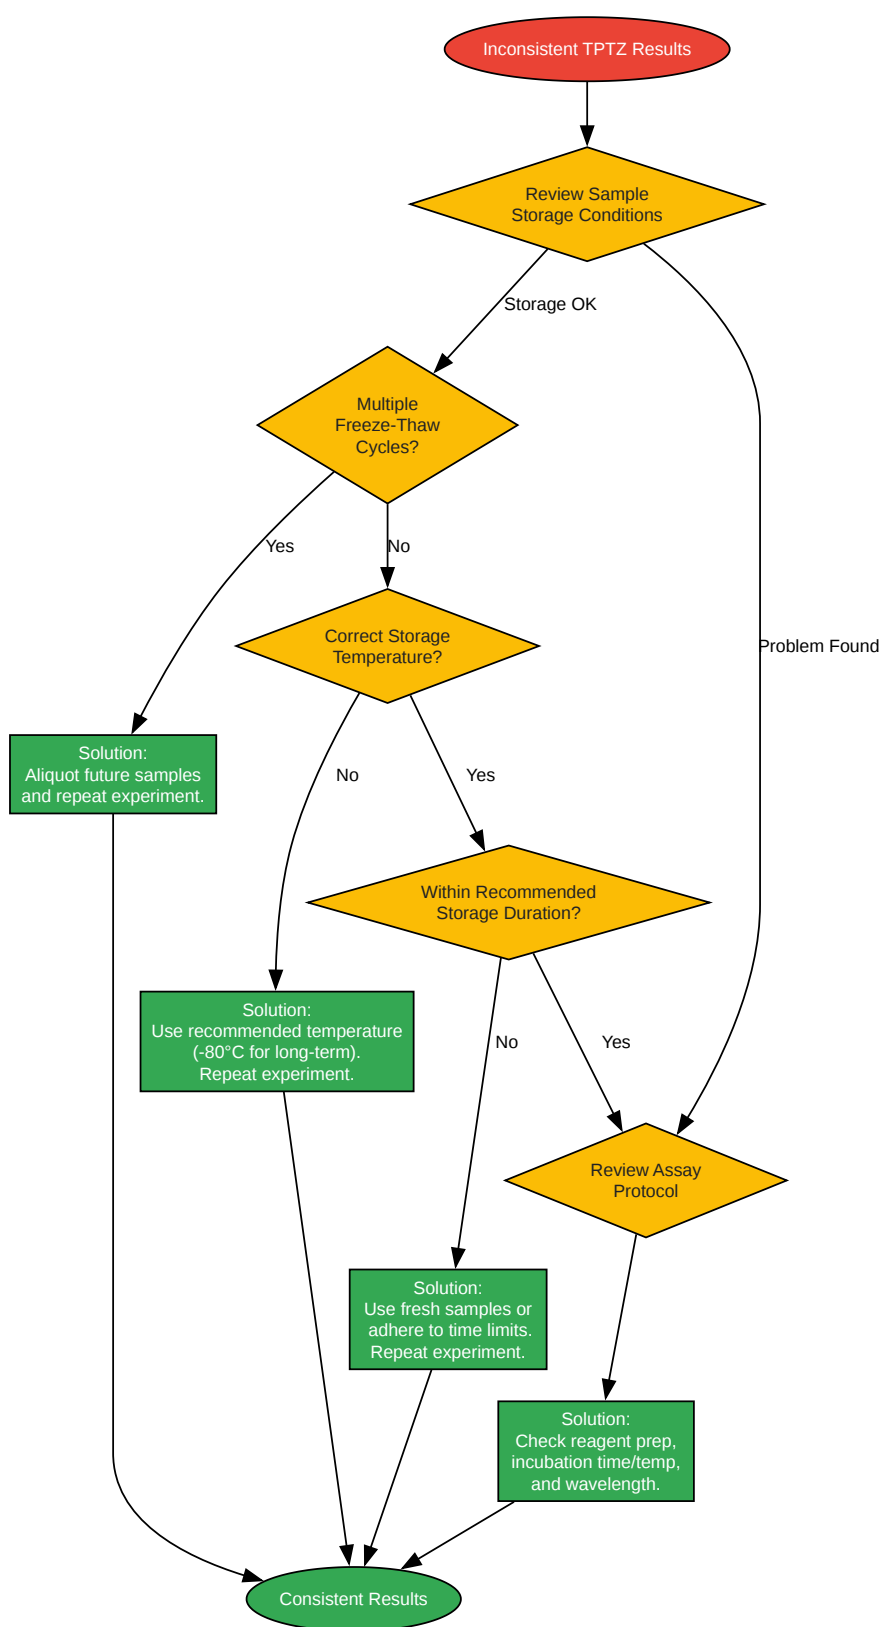 Inconsistent TPTZ Results
Review Sample
Storage Conditions
Storage OK
Multiple
Freeze-Thaw
Cycles?
Yes
No
Correct Storage
Temperature?
Problem Found
Solution:
Aliquot future samples
and repeat experiment.
No
Yes
Within Recommended
Storage Duration?
Solution:
Use recommended temperature
(-80°C for long-term).
Repeat experiment.
No
Yes
Review Assay
Protocol
Solution:
Use fresh samples or
adhere to time limits.
Repeat experiment.
Solution:
Check reagent prep,
incubation time/temp,
and wavelength.
Consistent Results